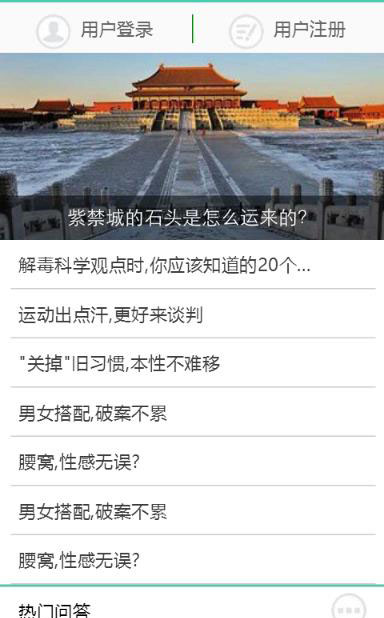 用户登录
用户注册
紫禁城的石头是怎么运来的?
解毒科学观点时,你应该知道的20个...
运动出点汗,更好来谈判
"关掉"旧习惯,本性不难移
男女搭配,破案不累
腰窝,性感无误?
男女搭配,破案不累
腰窝,性感无误?
热门问答